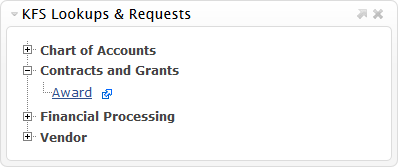 KFS Lookups & Requests
Chart of Accounts
Contracts and Grants
Award
Financial Processing
Vendor